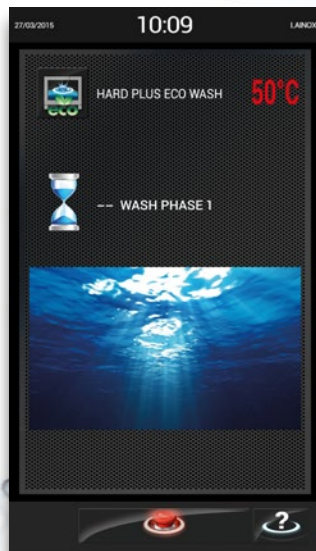 27/03/2015 10:09 LAINOX
HARD PLUS ECO WASH 50°C
eco
-- WASH PHASE 1
?